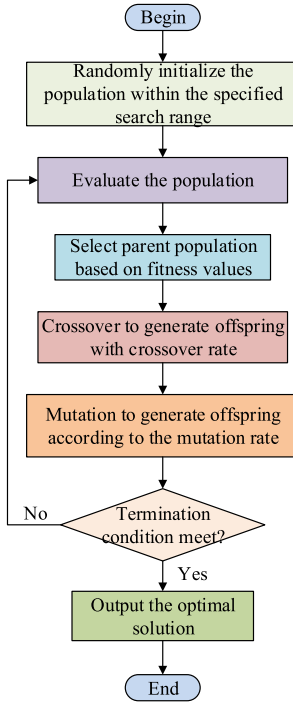 Begin
Randomly initialize the
population within the specified
search range
Evaluate the population
Select parent population
based on fitness values
Crossover to generate offspring
with crossover rate
Mutation to generate offspring
according to the mutation rate
No
Termination
condition meet?
Yes
Output the optimal
solution
End